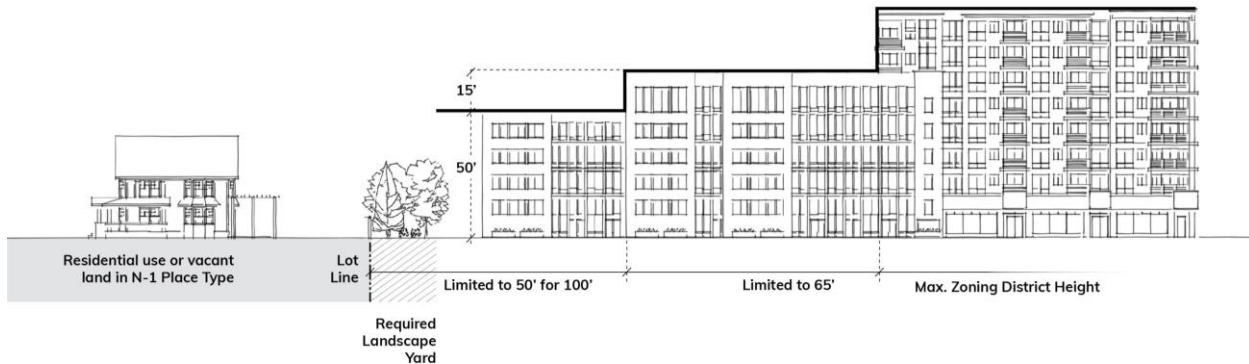 15’
50’
Residential use or vacant
land in N-1 Place Type
Lot
Line
Limited to 50’ for 100’
Limited to 65’
Max. Zoning District Height
Required
Landscape
Yard